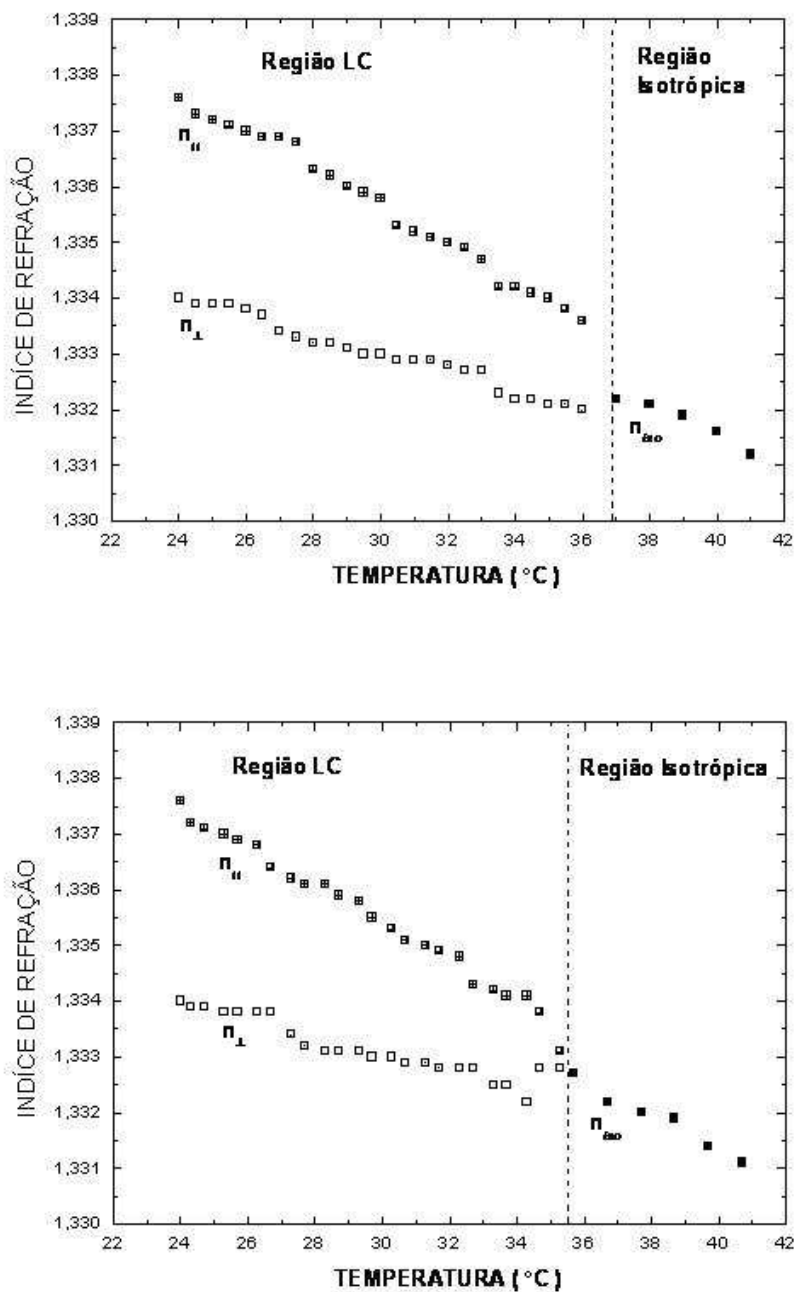 1,339
1,338
1,337
1,336
1,335
1,334
1,333
1,332
1,331
1,330
INDÍCE DE REFRAÇÃO
Região LC
Região
Isotrópica
n //
n ⊥
n iso
22 24 26 28 30 32 34 36 38 40 42
TEMPERATURA (°C)
1,339
1,338
1,337
1,336
1,335
1,334
1,333
1,332
1,331
1,330
INDÍCE DE REFRAÇÃO
Região LC
Região Isotrópica
n //
n ⊥
n iso
22 24 26 28 30 32 34 36 38 40 42
TEMPERATURA (°C)